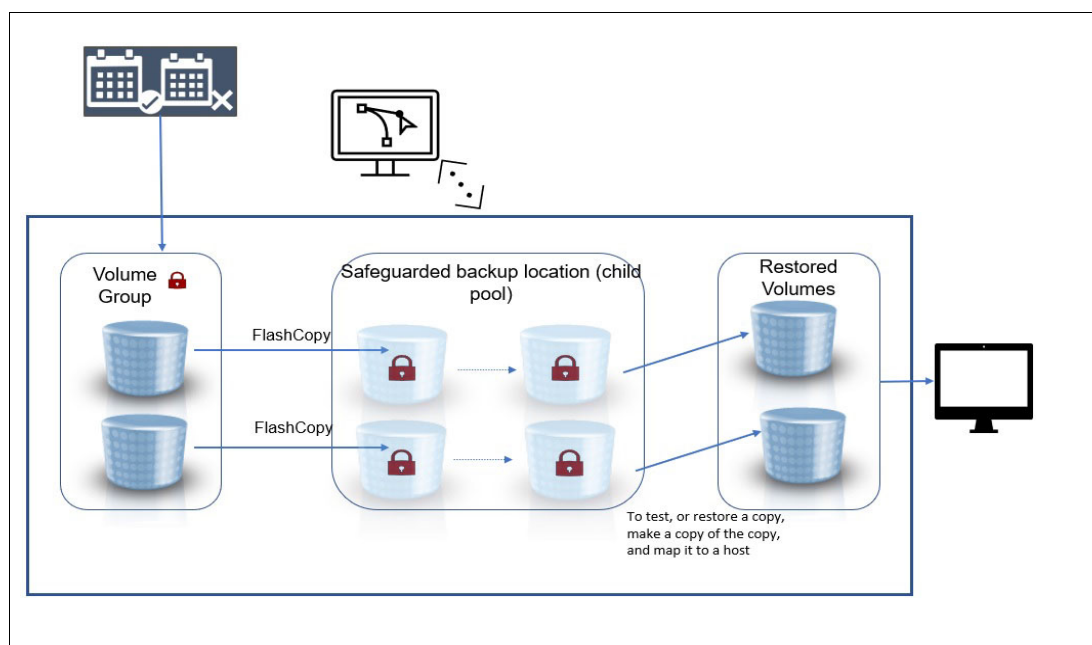 Volume
Group
Safeguarded backup location (child
pool)
Restored
Volumes
FlashCopy
FlashCopy
To test, or restore a copy,
make a copy of the copy,
and map it to a host